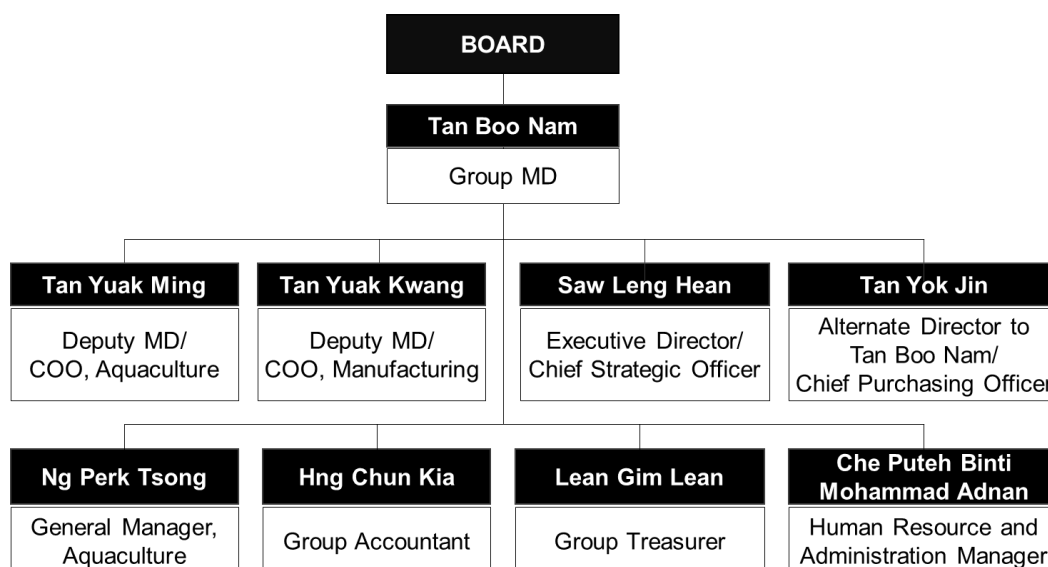 BOARD
Tan Boo Nam
Group MD
Tan Yuak Ming
Deputy MD/
COO, Aquaculture
Tan Yuak Kwang
Deputy MD/
COO, Manufacturing
Saw Leng Hean
Executive Director/
Chief Strategic Officer
Tan Yok Jin
Alternate Director to
Tan Boo Nam/
Chief Purchasing Officer
Ng Perk Tsong
General Manager,
Aquaculture
Hng Chun Kia
Group Accountant
Lean Gim Lean
Group Treasurer
Che Puteh Binti
Mohammad Adnan
Human Resource and
Administration Manager